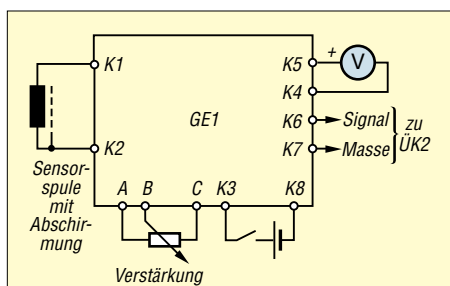 K1
K5
+
V
K4
GE1
K6
Signal
zu
ÜK2
K2
K7
Masse
Sensor-
spule
mit
Abschir-
mung
A B C K3 K8
Verstärkung